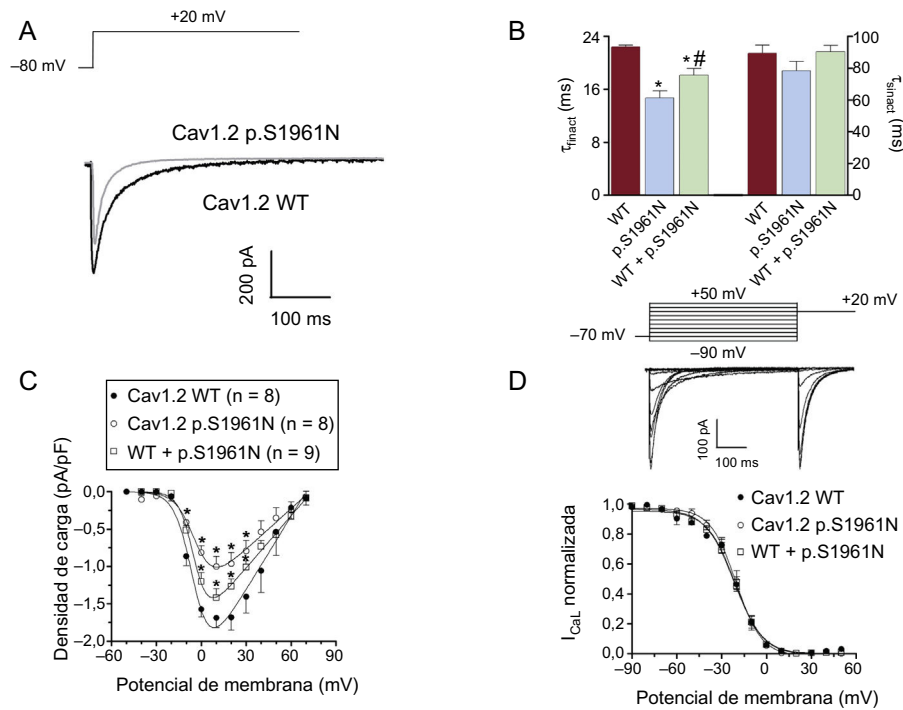 A
+20 mV
–80 mV
Cav1.2 p.S1961N
Cav1.2 WT
200 pA
100 ms
B
24
16
8
0
τfinact
(ms)
* *#
100
80
60
40
20
0
τsinact
(ms)
WT
p.S1961N
WT + p.S1961N
WT
p.S1961N
WT + p.S1961N
C
Cav1.2 WT (n = 8)
Cav1.2 p.S1961N (n = 8)
WT + p.S1961N (n = 9)
Densidad de carga (pA/pF)
0,0
–0,5
–1,0
–1,5
–2,0
* * * * *
* * * *
–60 –30 0 30 60 90
Potencial de membrana (mV)
+50 mV
+20 mV
–70 mV
–90 mV
D
100 pA
100 ms
Cav1.2 WT
Cav1.2 p.S1961N
WT + p.S1961N
ICaL normalizada
1,0
0,8
0,6
0,4
0,2
0,0
–90 –60 –30 0 30 60
Potencial de membrana (mV)